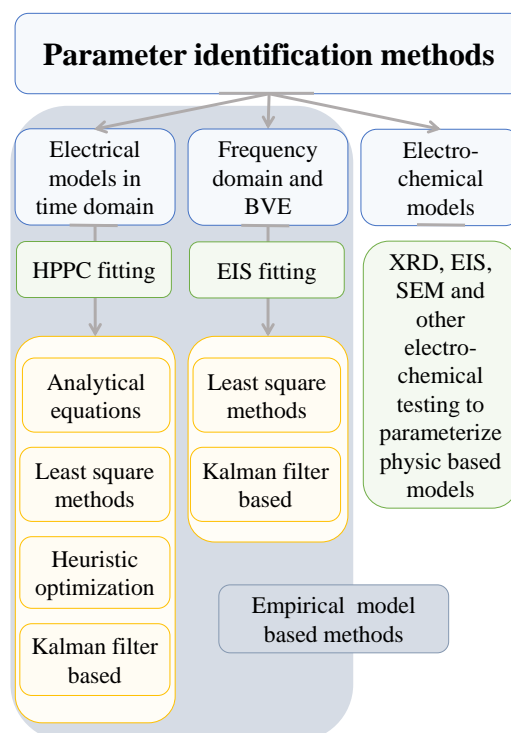 Parameter identification methods
Electrical models in
time domain
Frequency
domain and
BVE
Electro-
chemical
models
HPPC fitting
EIS fitting
XRD, EIS,
SEM and
other
electro-
chemical
testing to
parameterize
physic based
models
Analytical
equations
Least square
methods
Heuristic
optimization
Kalman filter
based
Least square
methods
Kalman filter
based
Empirical model
based methods